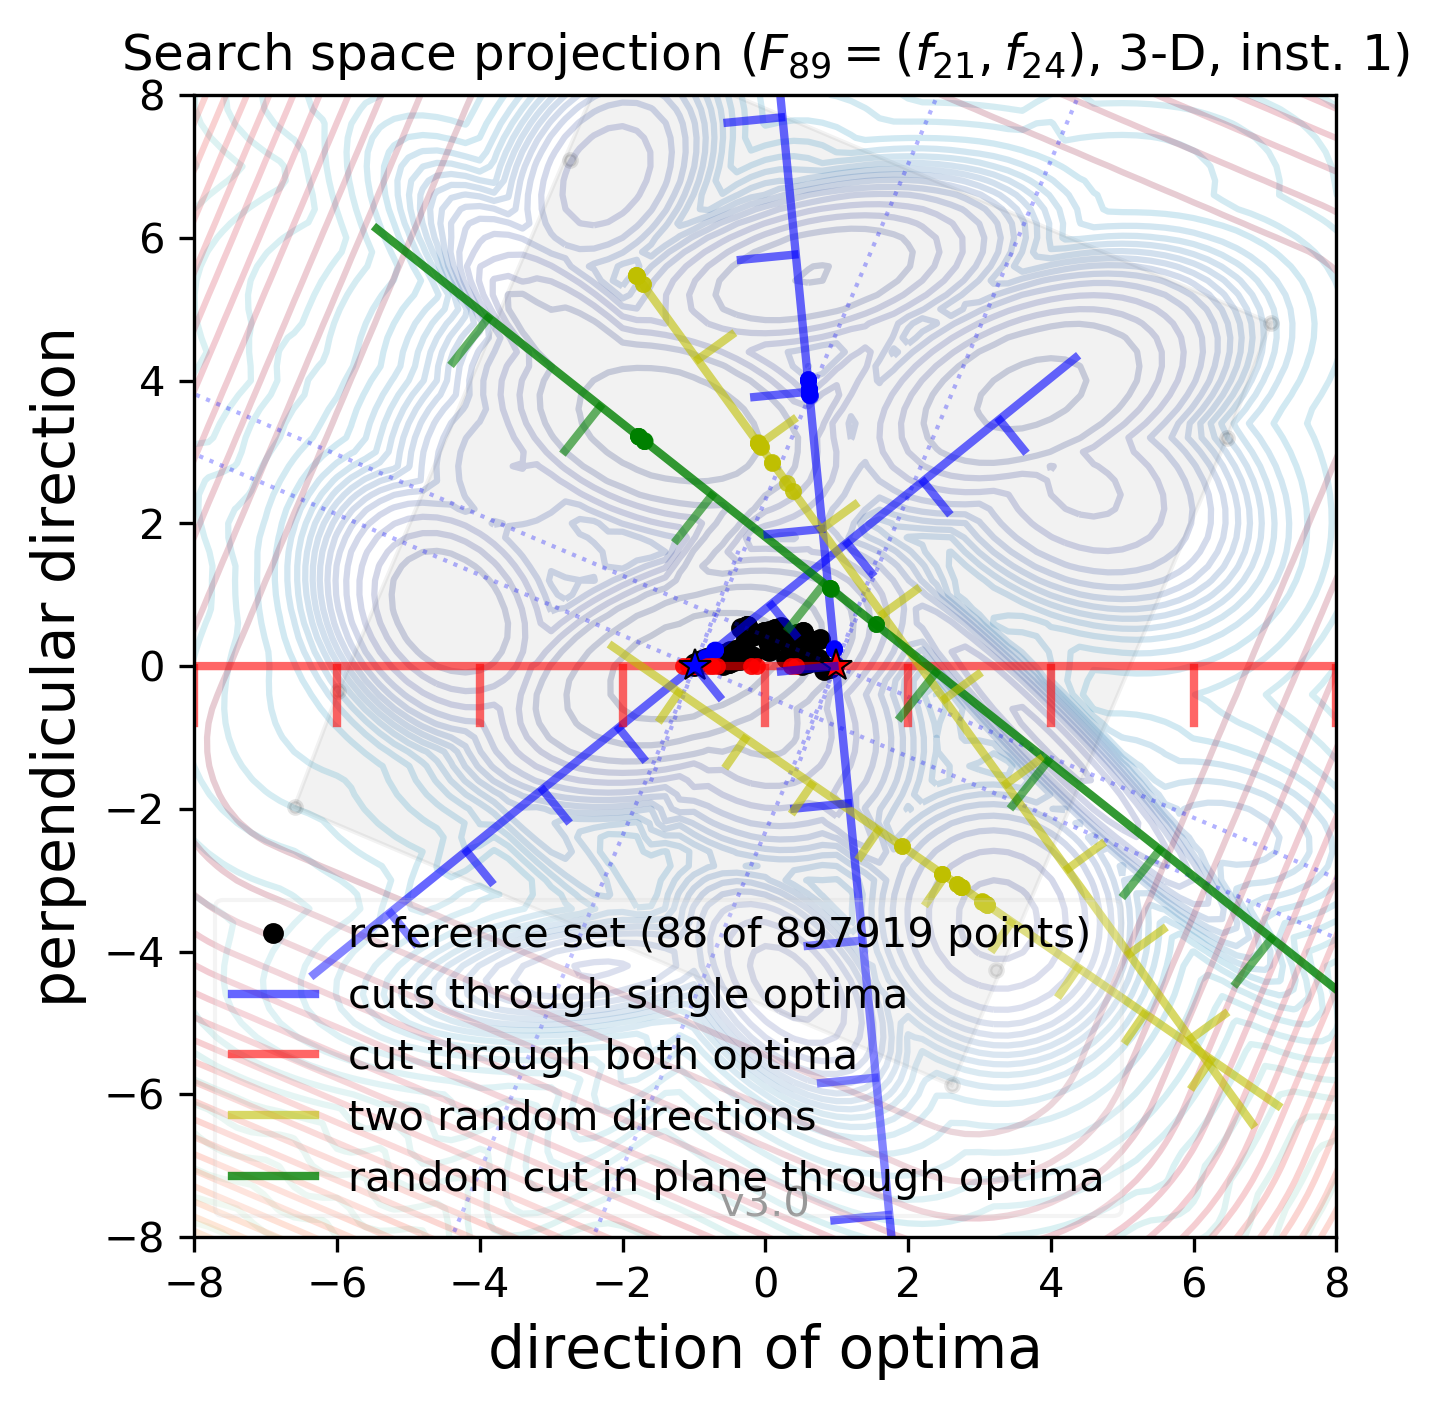 Search space projection (F₈₉ = (f₂₁, f₂₄), 3-D, inst. 1)
8
6
4
2
0
−2
−4
−6
−8
perpendicular direction
reference set (88 of 897919 points)
cuts through single optima
cut through both optima
two random directions
random cut in plane through optima
v3.0
−8 −6 −4 −2 0 2 4 6 8
direction of optima